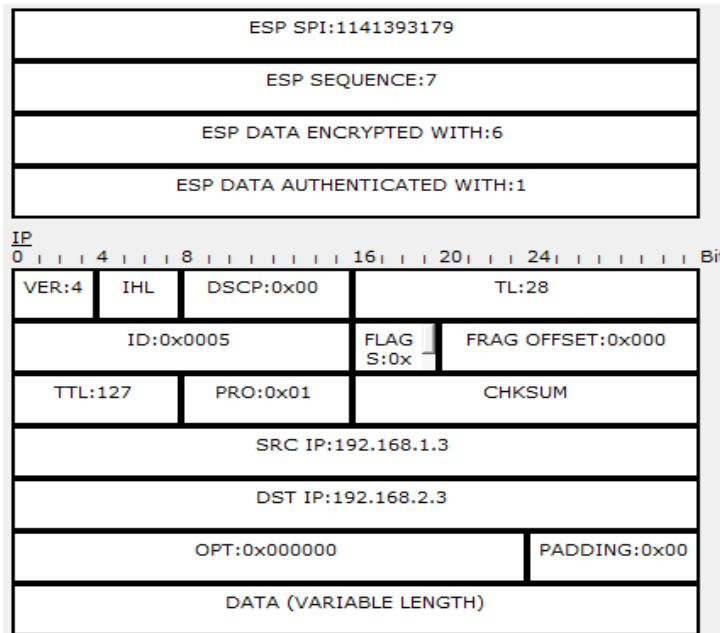 ESP SPI:1141393179
ESP SEQUENCE:7
ESP DATA ENCRYPTED WITH:6
ESP DATA AUTHENTICATED WITH:1
IP
0 4 8 16 20 24 Bit
VER:4 IHL DSCP:0x00 TL:28
ID:0x0005 FLAG S:0x FRAG OFFSET:0x000
TTL:127 PRO:0x01 CHKSUM
SRC IP:192.168.1.3
DST IP:192.168.2.3
OPT:0x000000 PADDING:0x00
DATA (VARIABLE LENGTH)